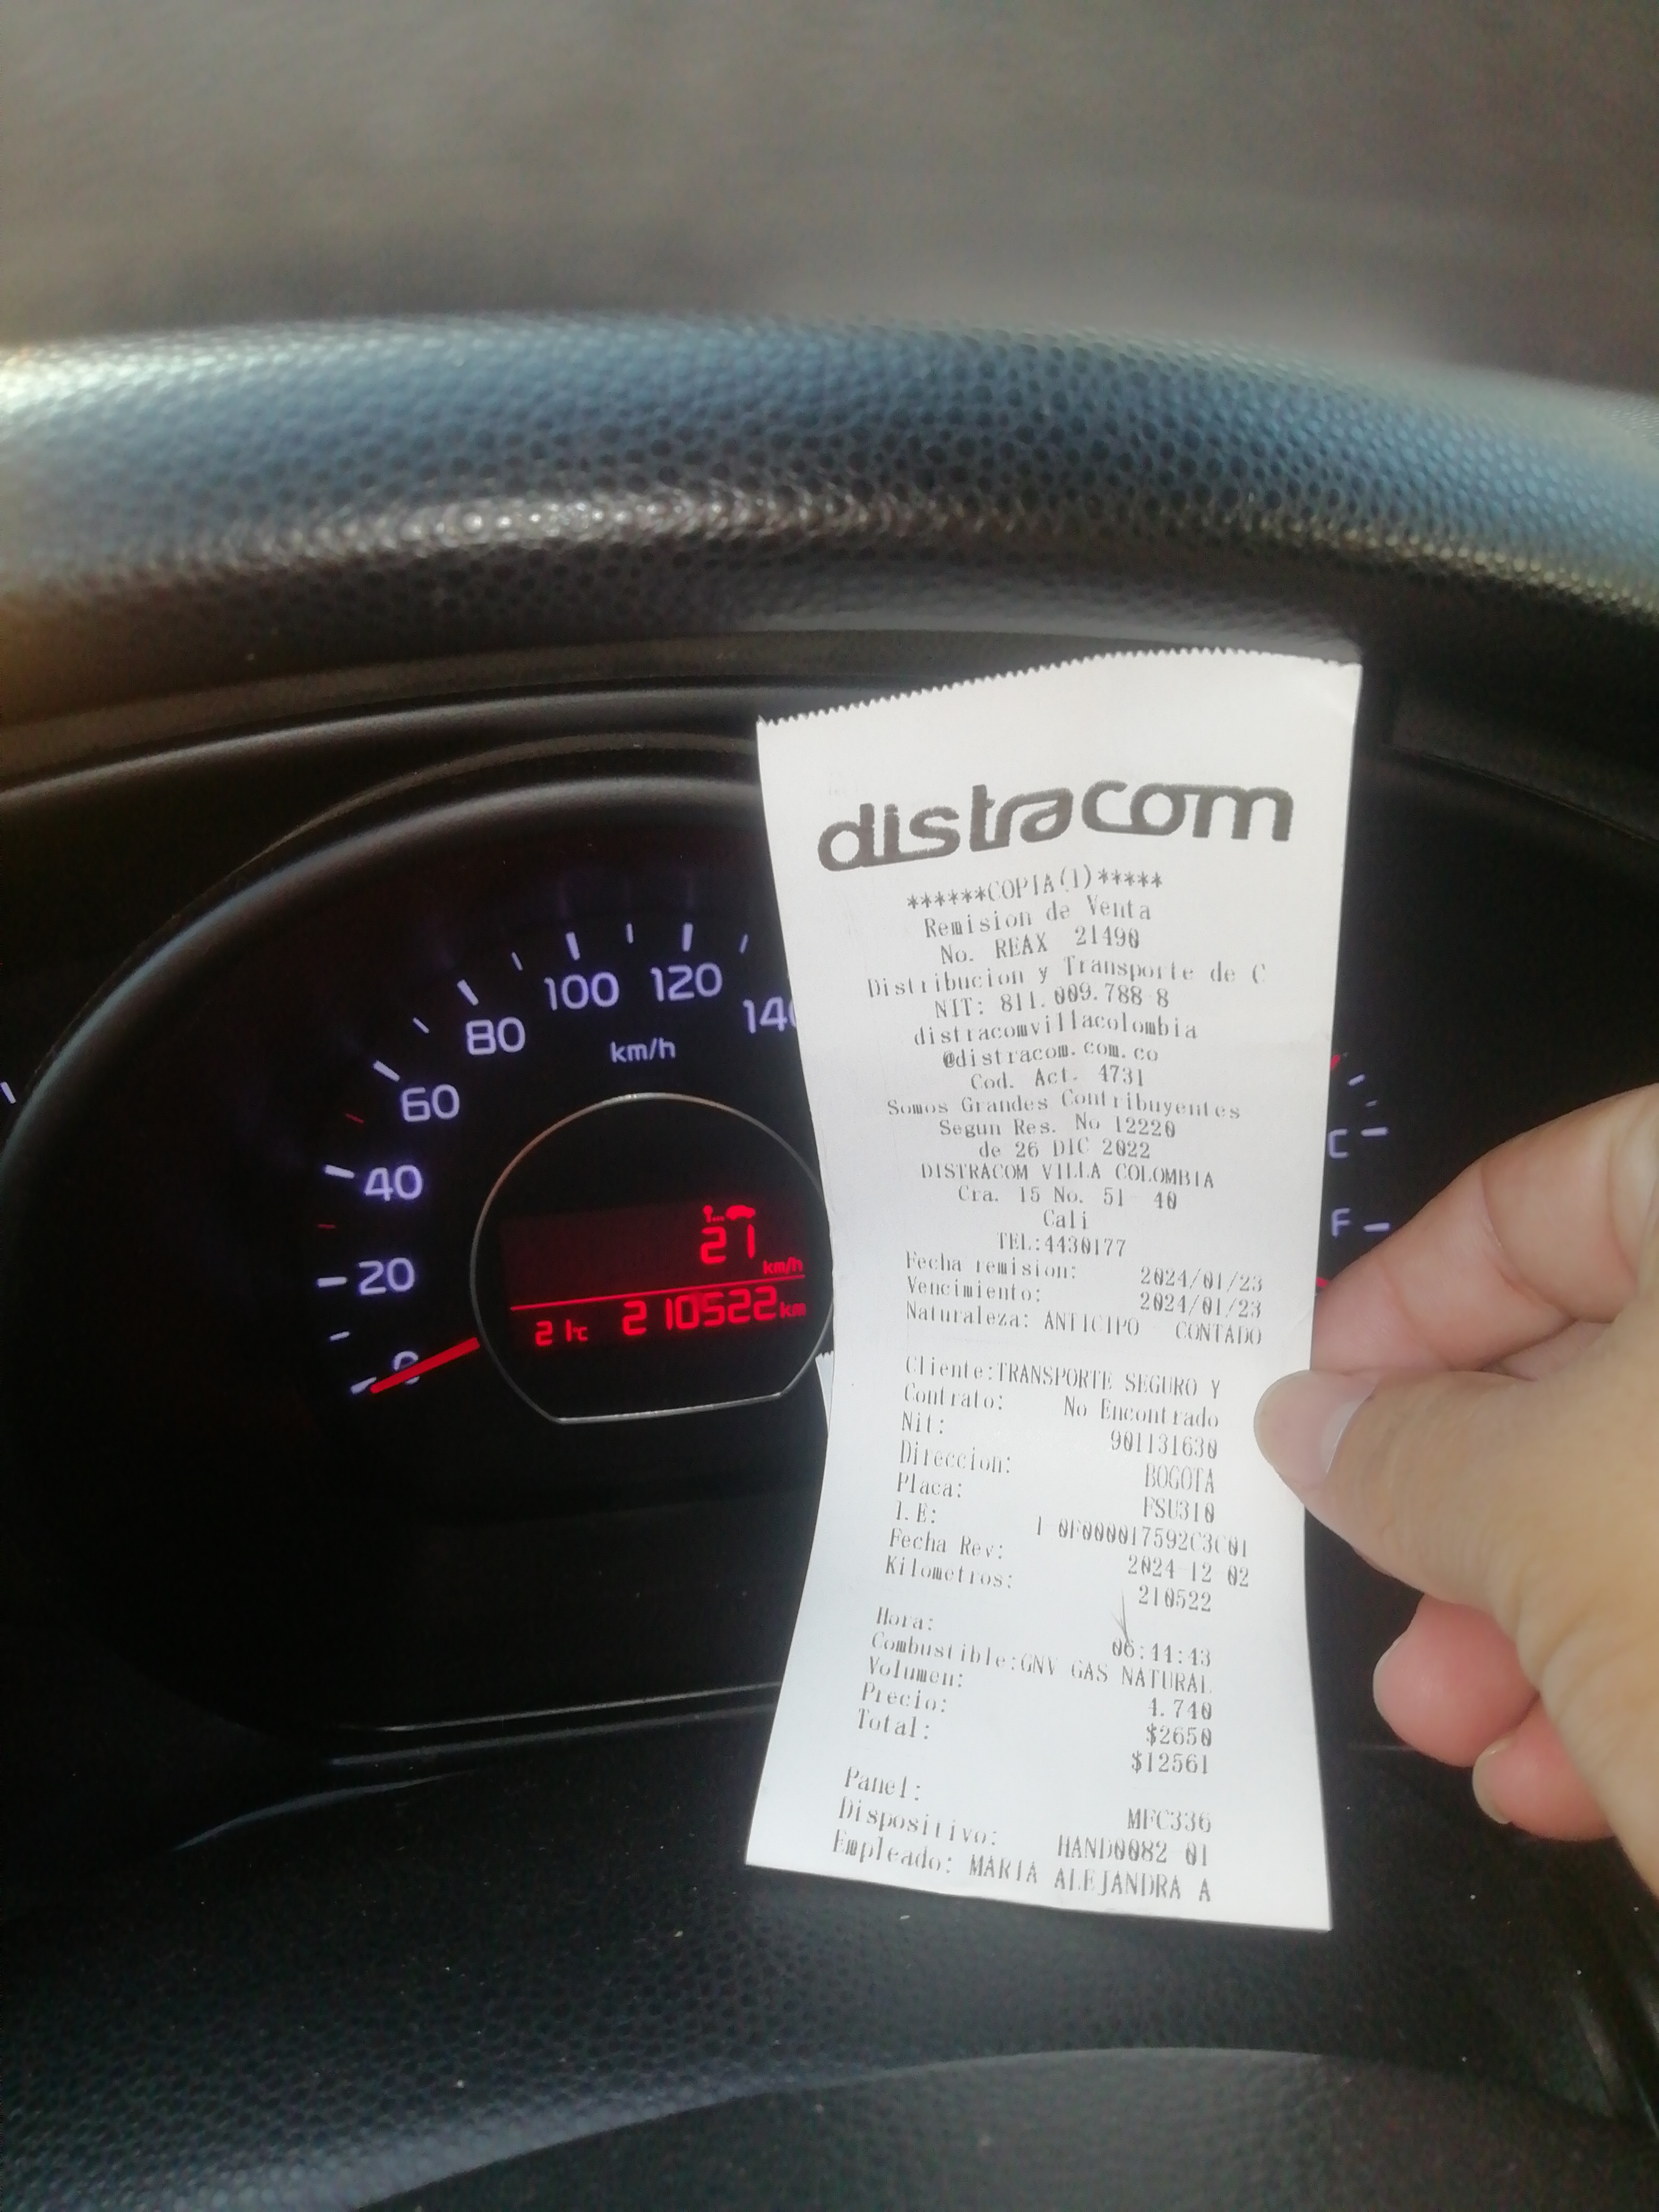 distracom
******COPIA(1)*****
Remision de Venta
No. REAX 21490
Distribucion y Transporte de C
NIT: 811.009.788-8
distracomvillacolombia
@distracom.com.co
Cod. Act. 4731
Somos Grandes Contribuyentes
Segun Res. No 12220
de 26 DIC 2022
DISTRACOM VILLA COLOMBIA
Cra. 15 No. 51 40
Cali
TEL:4430177
Fecha remision: 2024/01/23
Vencimiento: 2024/01/23
Naturaleza: ANTICIPO CONTADO
Cliente:TRANSPORTE SEGURO Y
Contrato: No Encontrado
Nit: 901131630
Direccion: BOGOTA
Placa: FSU310
I.E: 1 0F000017592C3C01
Fecha Rev: 2024 12 02
Kilometros: 210522
Hora: 06:44:43
Combustible:GNV GAS NATURAL
Volumen: 4.740
Precio: $2650
Total: $12561
Panel: MFC336
Dispositivo: HAND0082 01
Empleado: MARIA ALEJANDRA A
0
20
40
60
80
100
120
140
km/h
21 km/h
21°C 210522km
C
F